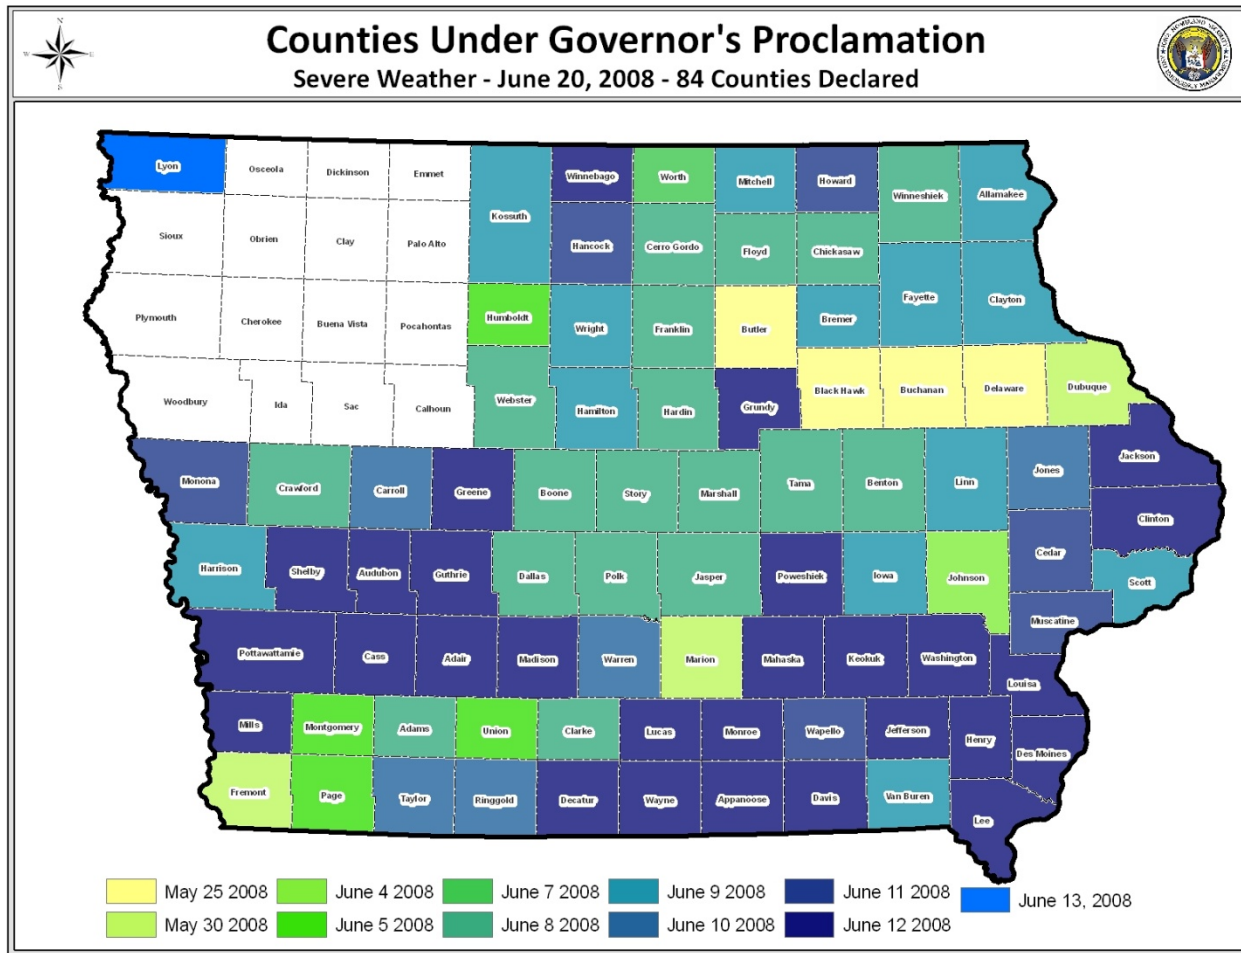 Counties Under Governor's Proclamation
Severe Weather - June 20, 2008 - 84 Counties Declared
Lyon
Osceola
Dickinson
Emmet
Kossuth
Winnebago
Worth
Mitchell
Howard
Winneshiek
Allamakee
Sioux
Obrien
Clay
Palo Alto
Hancock
Cerro Gordo
Floyd
Chickasaw
Plymouth
Cherokee
Buena Vista
Pocahontas
Humboldt
Wright
Franklin
Butler
Bremer
Fayette
Clayton
Woodbury
Ida
Sac
Calhoun
Webster
Hamilton
Hardin
Grundy
Black Hawk
Buchanan
Delaware
Dubuque
Monona
Crawford
Carroll
Greene
Boone
Story
Marshall
Tama
Benton
Linn
Jones
Jackson
Clinton
Harrison
Shelby
Audubon
Guthrie
Dallas
Polk
Jasper
Poweshiek
Iowa
Johnson
Cedar
Scott
Muscatine
Pottawattamie
Cass
Adair
Madison
Warren
Marion
Mahaska
Keokuk
Washington
Louisa
Mills
Montgomery
Adams
Union
Clarke
Lucas
Monroe
Wapello
Jefferson
Henry
Des Moines
Fremont
Page
Taylor
Ringgold
Decatur
Wayne
Appanoose
Davis
Van Buren
Lee
May 25 2008
June 4 2008
June 7 2008
June 9 2008
June 11 2008
June 13, 2008
May 30 2008
June 5 2008
June 8 2008
June 10 2008
June 12 2008